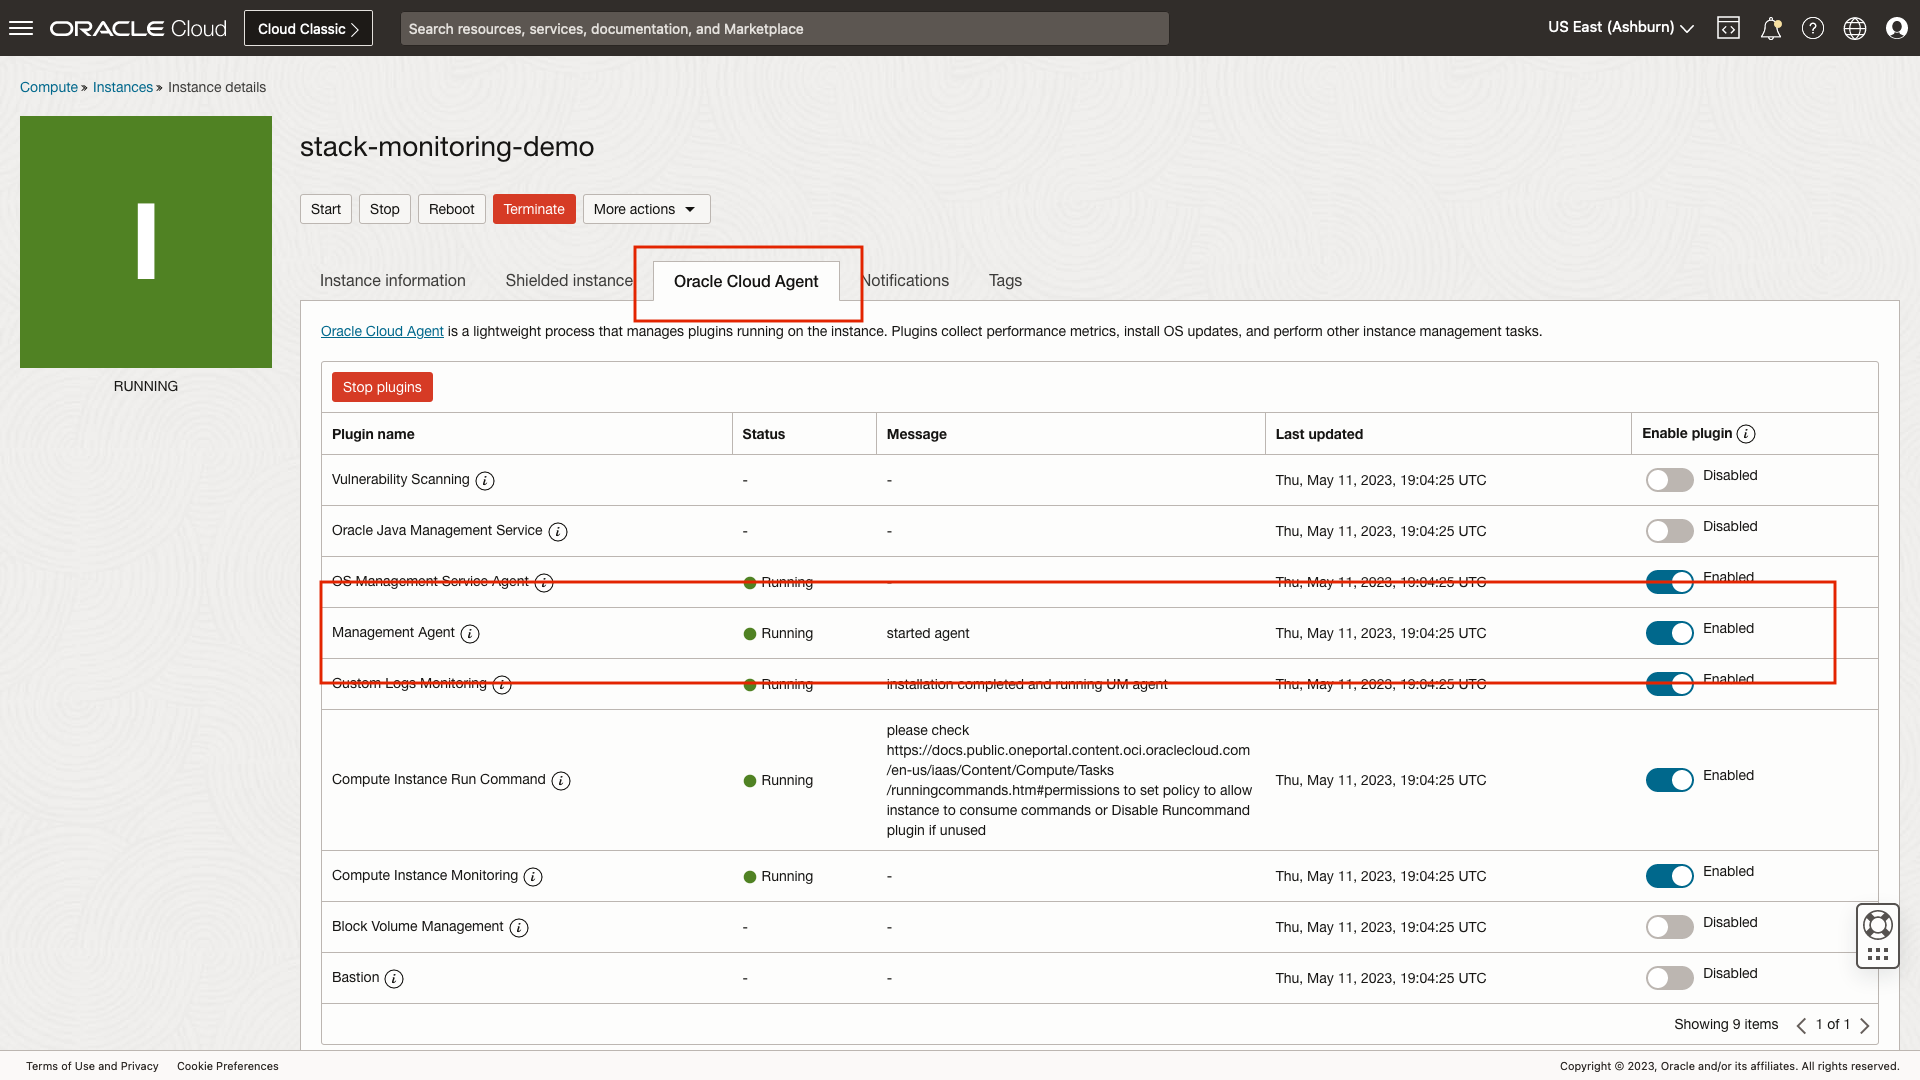 ORACLE Cloud
Cloud Classic
Search resources, services, documentation, and Marketplace
US East (Ashburn)
Compute » Instances » Instance details
I
RUNNING
stack-monitoring-demo
Start Stop Reboot Terminate More actions
Instance information Shielded instance Oracle Cloud Agent Notifications Tags
Oracle Cloud Agent is a lightweight process that manages plugins running on the instance. Plugins collect performance metrics, install OS updates, and perform other instance management tasks.
Stop plugins
Plugin name Status Message Last updated Enable plugin
Vulnerability Scanning - - Thu, May 11, 2023, 19:04:25 UTC Disabled
Oracle Java Management Service - - Thu, May 11, 2023, 19:04:25 UTC Disabled
OS Management Service Agent Running - Thu, May 11, 2023, 19:04:25 UTC Enabled
Management Agent Running started agent Thu, May 11, 2023, 19:04:25 UTC Enabled
Custom Logs Monitoring Running installation completed and running UM agent Thu, May 11, 2023, 19:04:25 UTC Enabled
Compute Instance Run Command Running
please check
https://docs.public.oneportal.content.oci.oraclecloud.com
/en-us/iaas/Content/Compute/Tasks
/runningcommands.htm#permissions to set policy to allow
instance to consume commands or Disable Runcommand
plugin if unused
Thu, May 11, 2023, 19:04:25 UTC Enabled
Compute Instance Monitoring Running - Thu, May 11, 2023, 19:04:25 UTC Enabled
Block Volume Management - - Thu, May 11, 2023, 19:04:25 UTC Disabled
Bastion - - Thu, May 11, 2023, 19:04:25 UTC Disabled
Showing 9 items 1 of 1
Terms of Use and Privacy Cookie Preferences
Copyright © 2023, Oracle and/or its affiliates. All rights reserved.